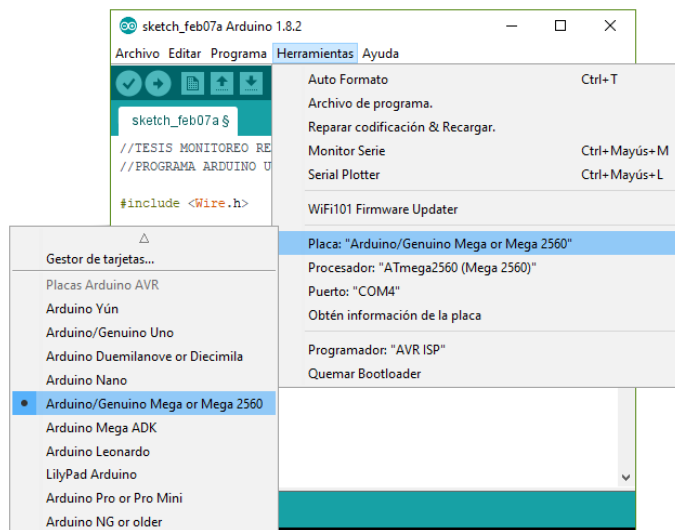 sketch_feb07a Arduino 1.8.2
Archivo Editar Programa Herramientas Ayuda
sketch_feb07a §
//TESIS MONITOREO RE
//PROGRAMA ARDUINO U
#include <Wire.h>
Auto Formato Ctrl+T
Archivo de programa.
Reparar codificación & Recargar.
Monitor Serie Ctrl+Mayús+M
Serial Plotter Ctrl+Mayús+L
WiFi101 Firmware Updater
Placa: "Arduino/Genuino Mega or Mega 2560"
Procesador: "ATmega2560 (Mega 2560)"
Puerto: "COM4"
Obtén información de la placa
Programador: "AVR ISP"
Quemar Bootloader
Gestor de tarjetas...
Placas Arduino AVR
Arduino Yún
Arduino/Genuino Uno
Arduino Duemilanove or Diecimila
Arduino Nano
Arduino/Genuino Mega or Mega 2560
Arduino Mega ADK
Arduino Leonardo
LilyPad Arduino
Arduino Pro or Pro Mini
Arduino NG or older